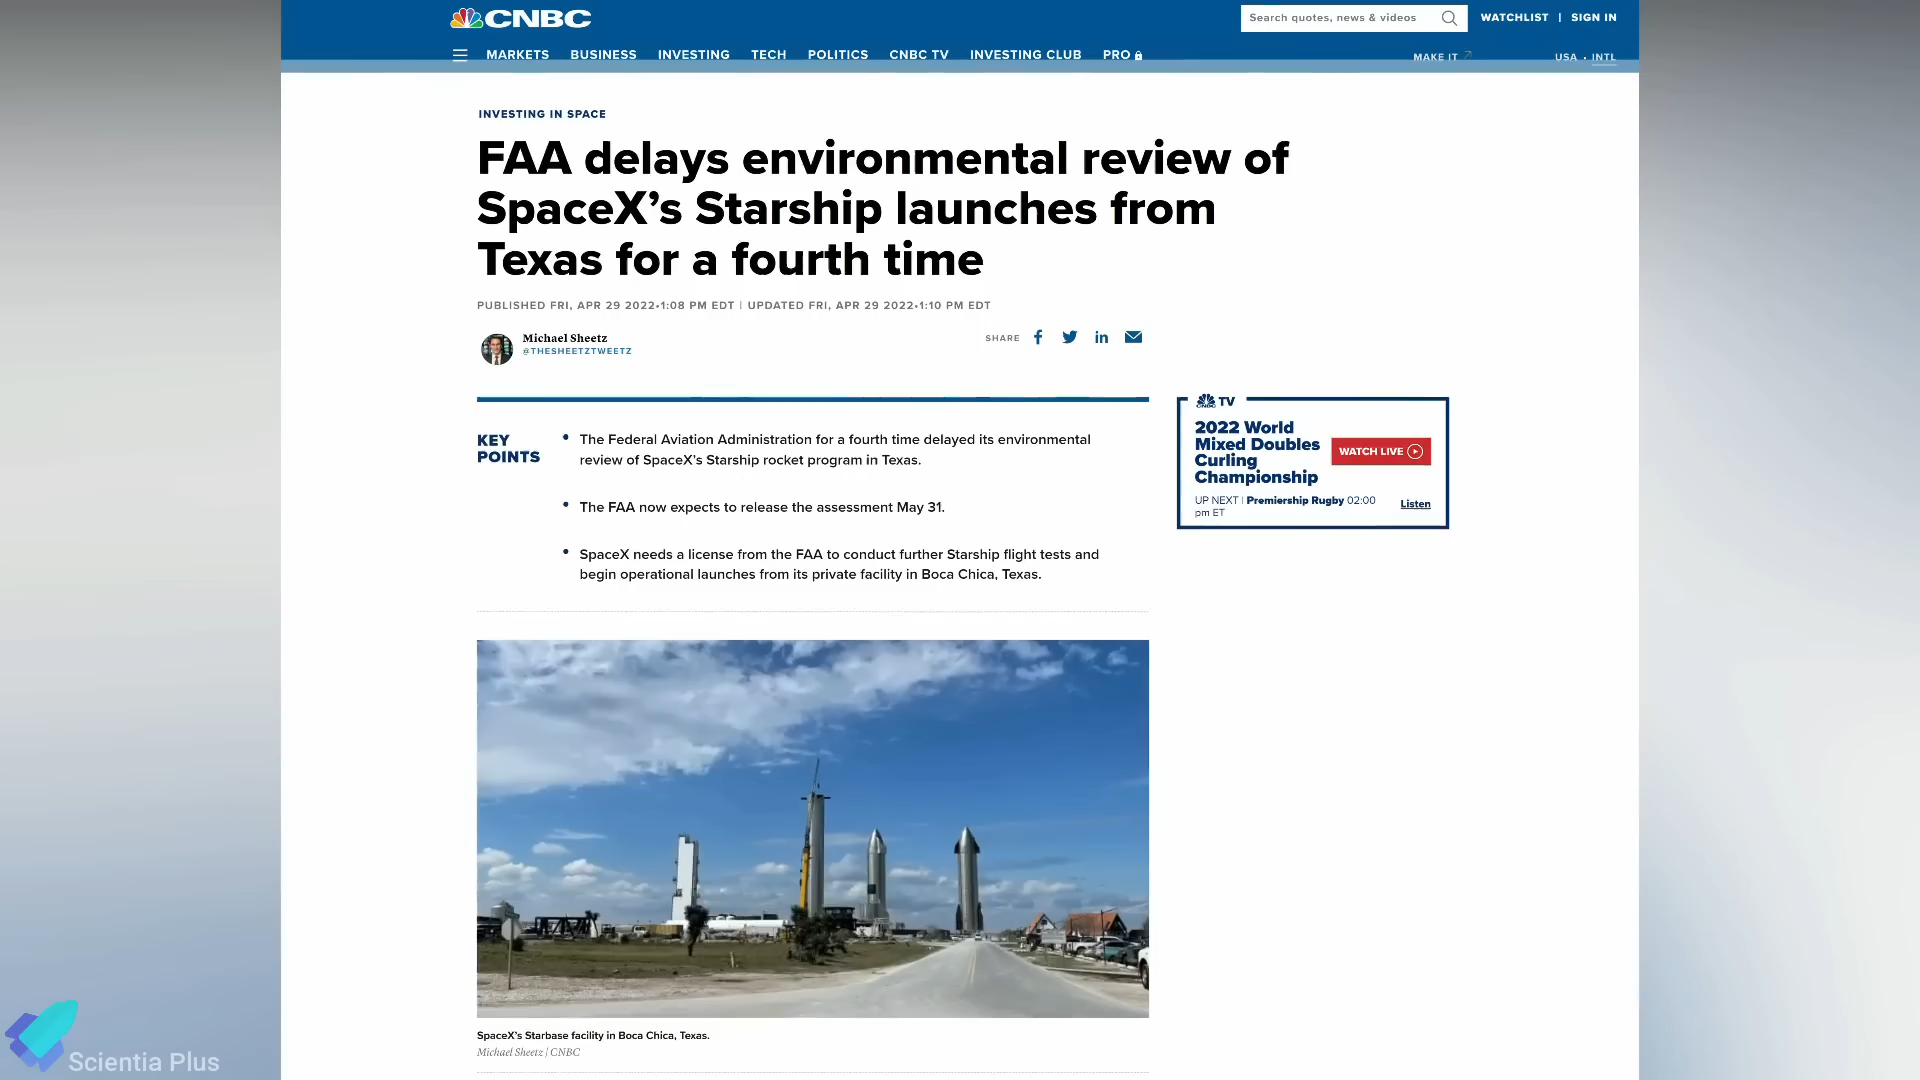 CNBC
Search quotes, news & videos
WATCHLIST | SIGN IN
MARKETS BUSINESS INVESTING TECH POLITICS CNBC TV INVESTING CLUB PRO
MAKE IT
USA • INTL
INVESTING IN SPACE
FAA delays environmental review of
SpaceX’s Starship launches from
Texas for a fourth time
PUBLISHED FRI, APR 29 2022•1:08 PM EDT | UPDATED FRI, APR 29 2022•1:10 PM EDT
Michael Sheetz
@THESHEETZTWEETZ
SHARE
KEY
POINTS
• The Federal Aviation Administration for a fourth time delayed its environmental
review of SpaceX’s Starship rocket program in Texas.
• The FAA now expects to release the assessment May 31.
• SpaceX needs a license from the FAA to conduct further Starship flight tests and
begin operational launches from its private facility in Boca Chica, Texas.
CNBC TV
2022 World
Mixed Doubles
Curling
Championship
WATCH LIVE
UP NEXT | Premiership Rugby 02:00
pm ET
Listen
SpaceX’s Starbase facility in Boca Chica, Texas.
Michael Sheetz | CNBC
Scientia Plus